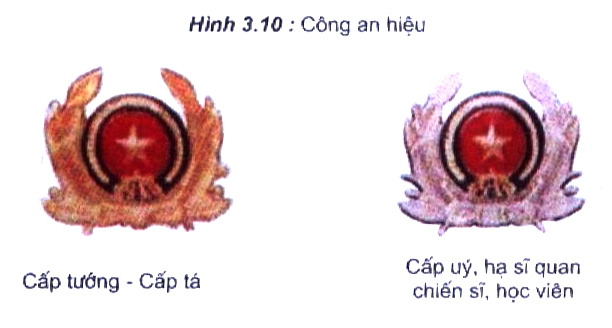 Hình 3.10 : Công an hiệu
Cấp tướng - Cấp tá
Cấp uý, hạ sĩ quan
chiến sĩ, học viên